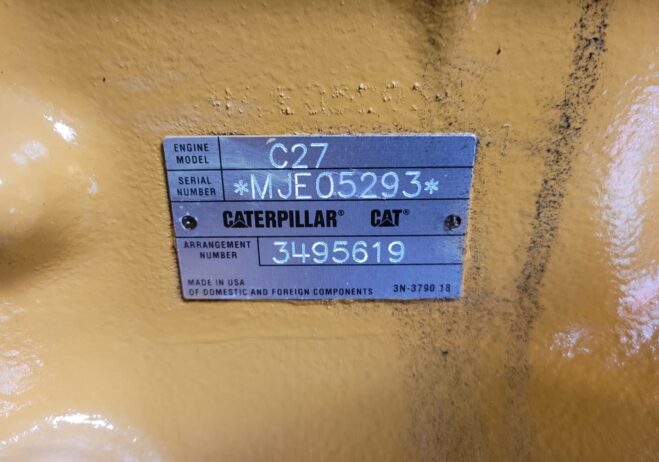 ENGINE MODEL C27
SERIAL NUMBER *MJE05293*
CATERPILLAR® CAT®
ARRANGEMENT NUMBER 3495619
MADE IN USA
OF DOMESTIC AND FOREIGN COMPONENTS 3N-3790 18